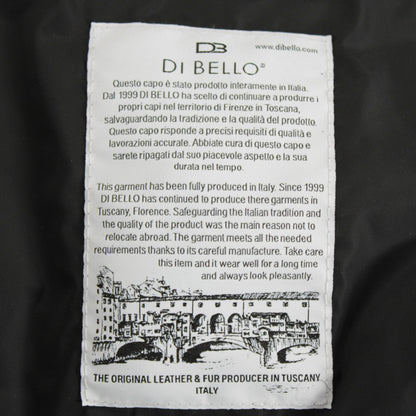 DB www.dibello.com
DI BELLO©
Questo capo è stato prodotto interamente in Italia.
Dal 1999 DI BELLO ha scelto di continuare a produrre i
propri capi nel territorio di Firenze in Toscana,
salvaguardando la tradizione e la qualità del prodotto.
Questo capo risponde a precisi requisiti di qualità e
lavorazioni accurate. Abbiate cura di questo capo e
sarete ripagati dal suo piacevole aspetto e la sua
durata nel tempo.
This garment has been fully produced in Italy. Since 1999
DI BELLO has continued to produce there garments in
Tuscany, Florence. Safeguarding the Italian tradition and
the quality of the product was the main reason not to
relocate abroad. The garment meets all the needed
requirements thanks to its careful manufacture. Take care
this item and it wear well for a long time
and always look pleasantly.
THE ORIGINAL LEATHER & FUR PRODUCER IN TUSCANY
ITALY